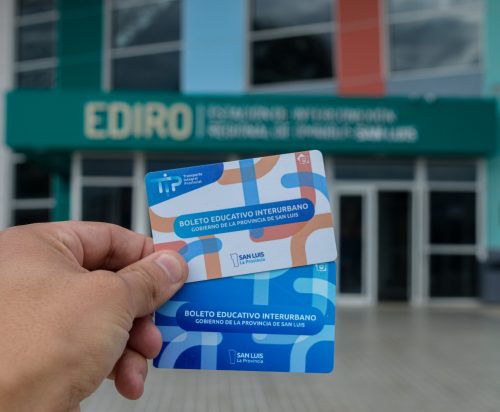 EDIRO ESTACIÓN DE INTERCONEXIÓN
REGIONAL DE ÓMNIBUS SAN LUIS
TIP Transporte
Integral
Provincial
BOLETO EDUCATIVO INTERURBANO
GOBIERNO DE LA PROVINCIA DE SAN LUIS
SAN LUIS
La Provincia
BOLETO EDUCATIVO INTERURBANO
GOBIERNO DE LA PROVINCIA DE SAN LUIS
SAN LUIS
La Provincia